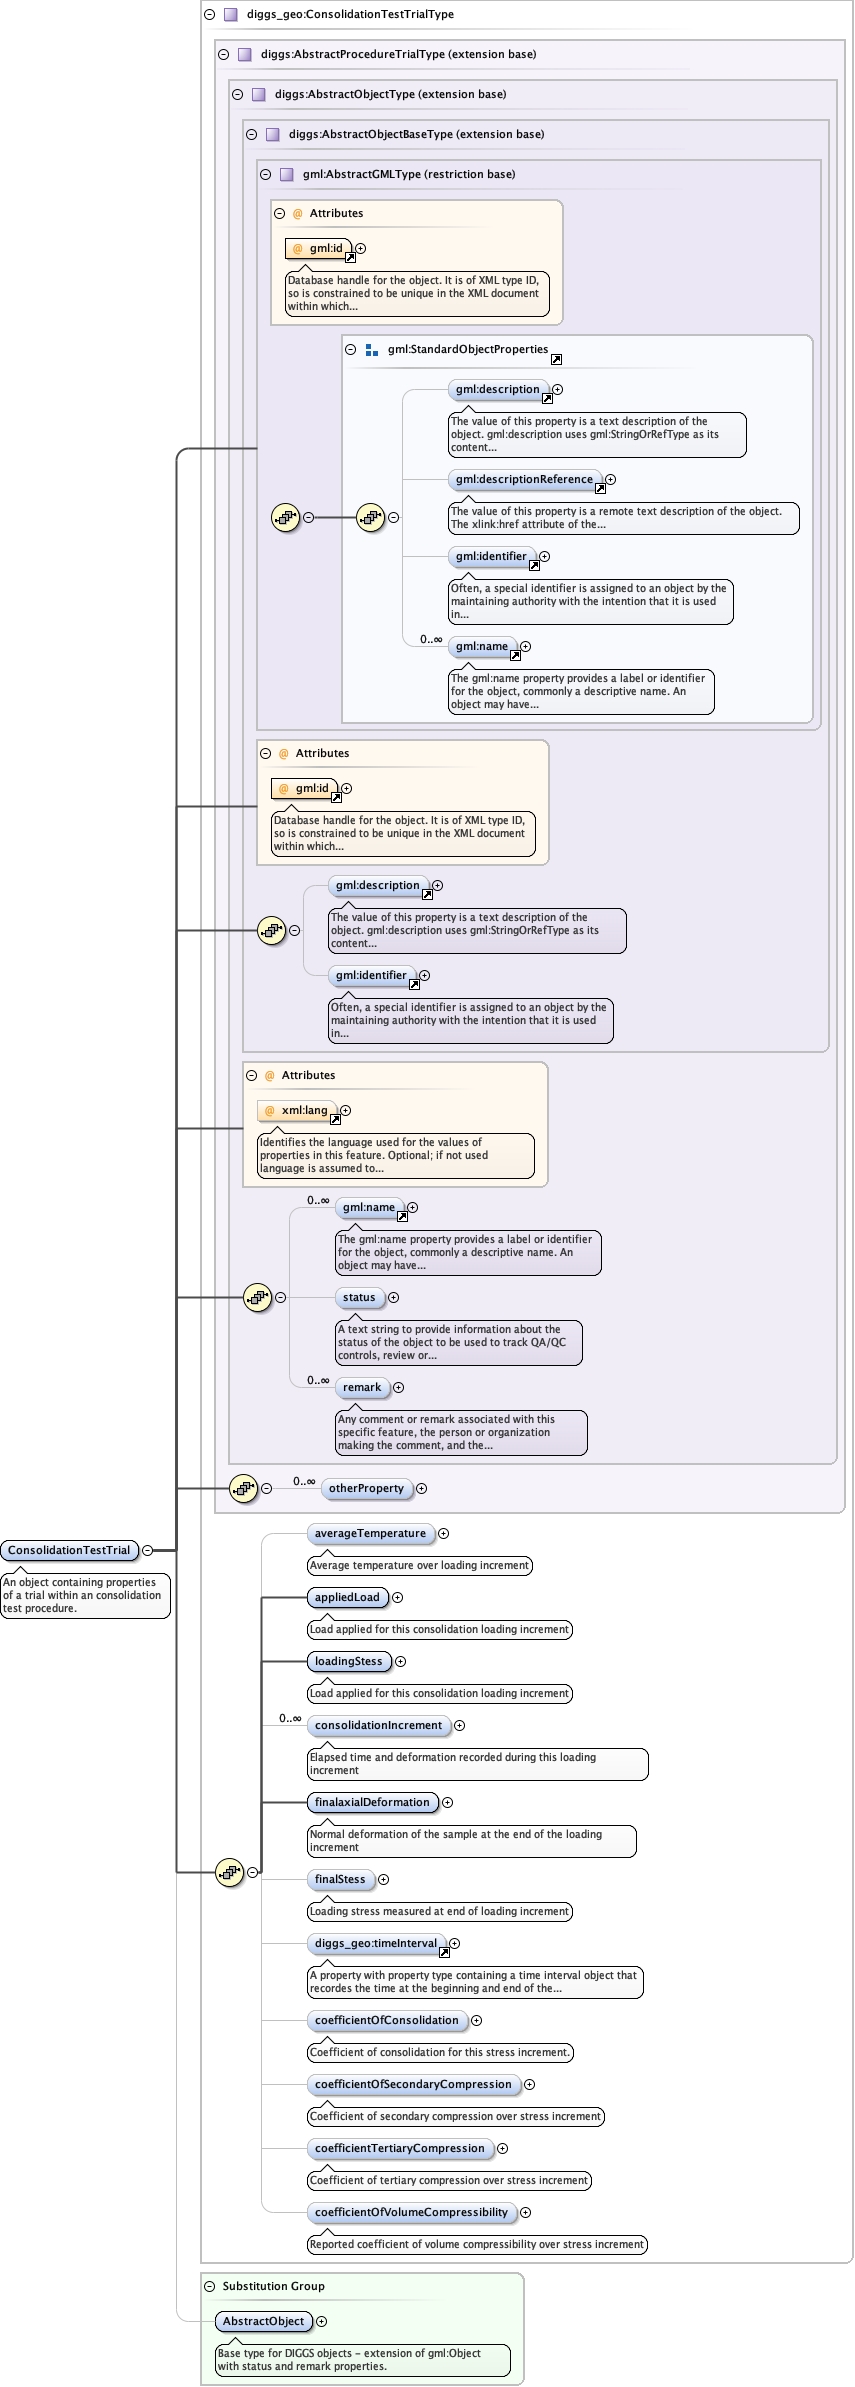 diggs_geo:ConsolidationTestTrialType
diggs:AbstractProcedureTrialType (extension base)
diggs:AbstractObjectType (extension base)
diggs:AbstractObjectBaseType (extension base)
gml:AbstractGMLType (restriction base)
@ Attributes
@ gml:id
Database handle for the object. It is of XML type ID,
so is constrained to be unique in the XML document
within which...
gml:StandardObjectProperties
gml:description
The value of this property is a text description of the
object. gml:description uses gml:StringOrRefType as its
content...
gml:descriptionReference
The value of this property is a remote text description of the object.
The xlink:href attribute of the...
gml:identifier
Often, a special identifier is assigned to an object by the
maintaining authority with the intention that it is used
in...
0..∞
gml:name
The gml:name property provides a label or identifier
for the object, commonly a descriptive name. An
object may have...
@ Attributes
@ gml:id
Database handle for the object. It is of XML type ID,
so is constrained to be unique in the XML document
within which...
gml:description
The value of this property is a text description of the
object. gml:description uses gml:StringOrRefType as its
content...
gml:identifier
Often, a special identifier is assigned to an object by the
maintaining authority with the intention that it is used
in...
@ Attributes
@ xml:lang
Identifies the language used for the values of
properties in this feature. Optional; if not used
language is assumed to...
0..∞
gml:name
The gml:name property provides a label or identifier
for the object, commonly a descriptive name. An
object may have...
status
A text string to provide information about the
status of the object to be used to track QA/QC
controls, review or...
0..∞
remark
Any comment or remark associated with this
specific feature, the person or organization
making the comment, and the...
0..∞
otherProperty
ConsolidationTestTrial
An object containing properties
of a trial within an consolidation
test procedure.
averageTemperature
Average temperature over loading increment
appliedLoad
Load applied for this consolidation loading increment
loadingStess
Load applied for this consolidation loading increment
0..∞
consolidationIncrement
Elapsed time and deformation recorded during this loading
increment
finalaxialDeformation
Normal deformation of the sample at the end of the loading
increment
finalStess
Loading stress measured at end of loading increment
diggs_geo:timeInterval
A property with property type containing a time interval object that
recordes the time at the beginning and end of the...
coefficientOfConsolidation
Coefficient of consolidation for this stress increment.
coefficientOfSecondaryCompression
Coefficient of secondary compression over stress increment
coefficientTertiaryCompression
Coefficient of tertiary compression over stress increment
coefficientOfVolumeCompressibility
Reported coefficient of volume compressibility over stress increment
Substitution Group
AbstractObject
Base type for DIGGS objects - extension of gml:Object
with status and remark properties.